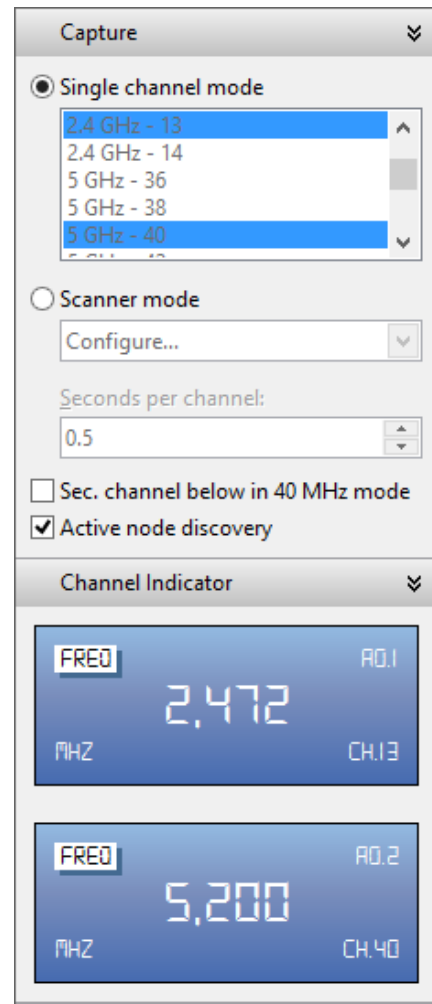 Capture
Single channel mode
2.4 GHz - 13
2.4 GHz - 14
5 GHz - 36
5 GHz - 38
5 GHz - 40
Scanner mode
Configure...
Seconds per channel:
0.5
Sec. channel below in 40 MHz mode
Active node discovery
Channel Indicator
FREQ AD.1
2,472
MHZ CH.13
FREQ AD.2
5,200
MHZ CH.40